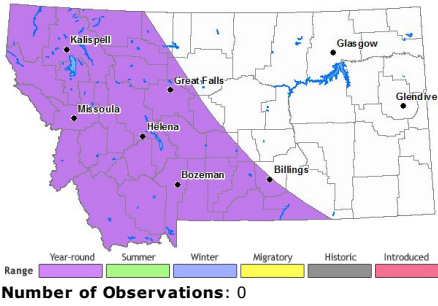 Kalispell
Glasgow
Great Falls
Glendive
Missoula
Helena
Bozeman
Billings
Range Year-round Summer Winter Migratory Historic Introduced
Number of Observations: 0